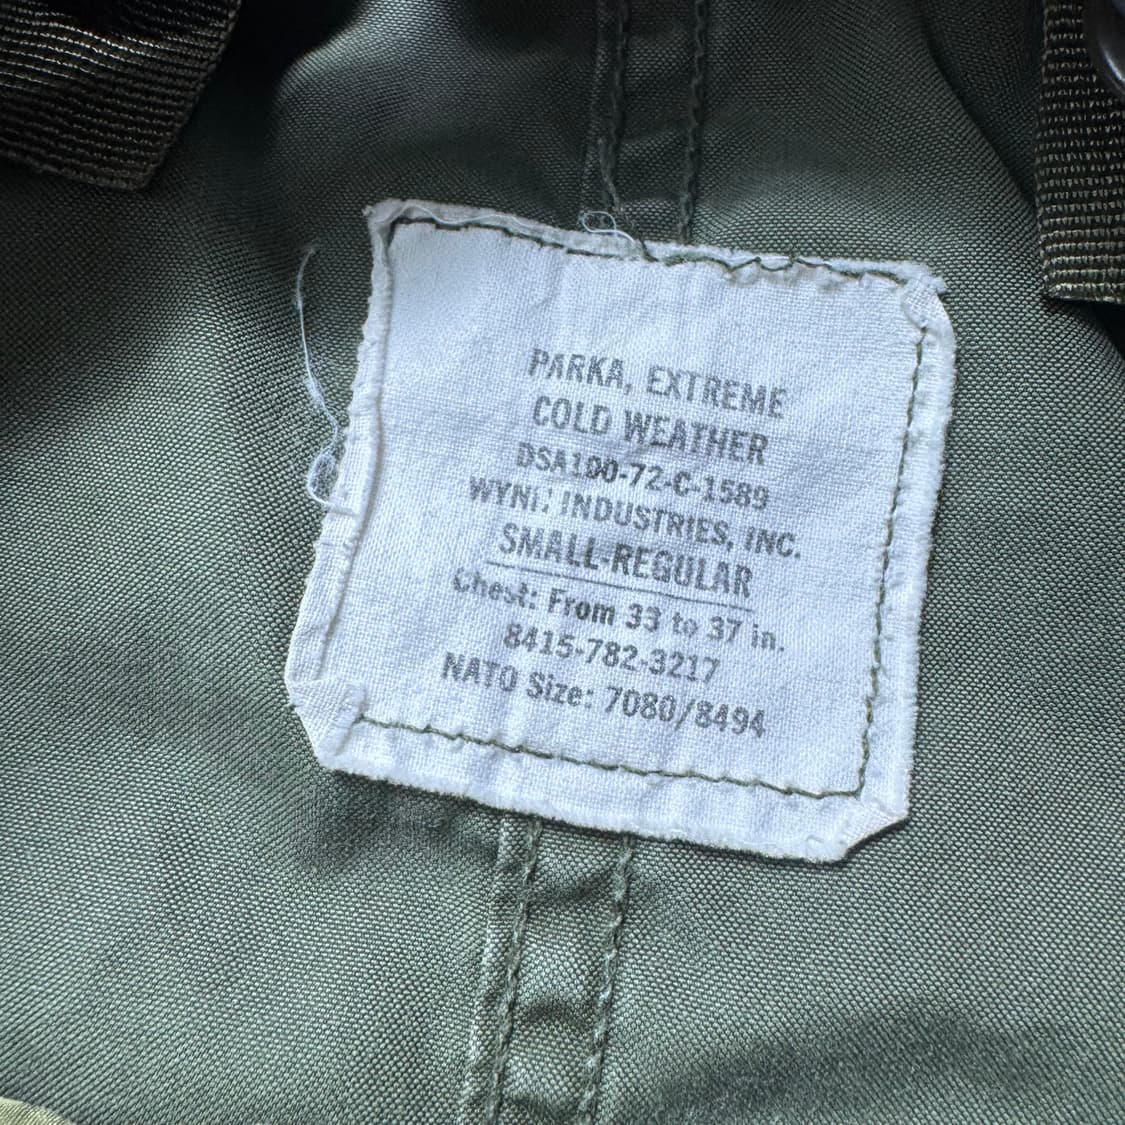 PARKA, EXTREME
COLD WEATHER
DSA100-72-C-1589
INDUSTRIES, INC.
SMALL-REGULAR
Chest: From 33 to 37 in.
8415-782-3217
NATO Size: 7080/8494